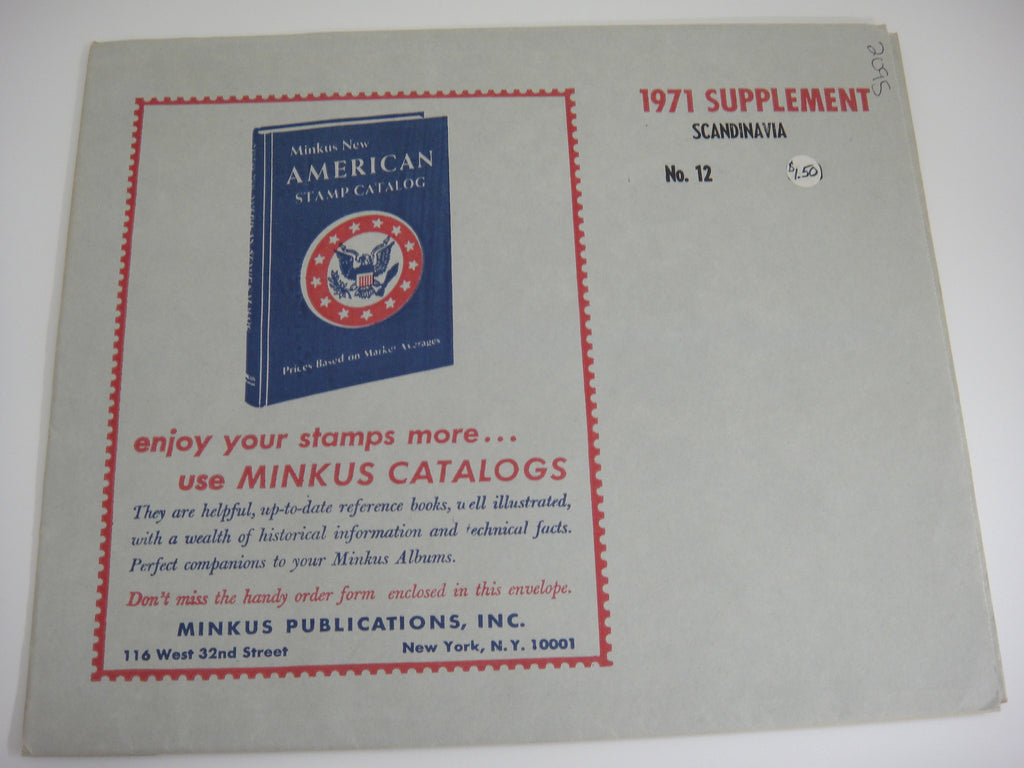 1971 SUPPLEMENT
SCANDINAVIA
No. 12
$1.50
2095
Minkus New
AMERICAN
STAMP CATALOG
Prices Based on Market Averages
enjoy your stamps more...
use MINKUS CATALOGS
They are helpful, up-to-date reference books, well illustrated,
with a wealth of historical information and technical facts.
Perfect companions to your Minkus Albums.
Don't miss the handy order form enclosed in this envelope.
MINKUS PUBLICATIONS, INC.
116 West 32nd Street New York, N.Y. 10001